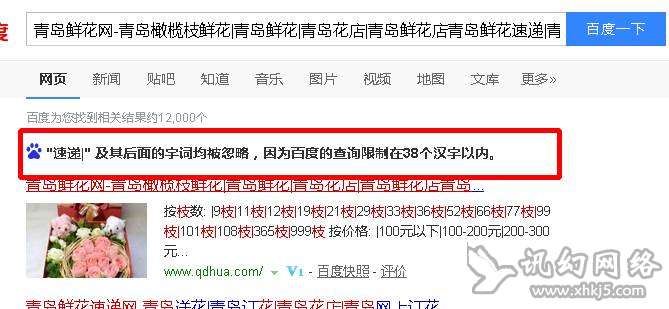 度
青岛鲜花网-青岛橄榄枝鲜花|青岛鲜花|青岛花店|青岛鲜花店青岛鲜花速递|青
百度一下
网页 新闻 贴吧 知道 音乐 图片 视频 地图 文库 更多»
百度为您找到相关结果约12,000个
"速递|" 及其后面的字词均被忽略，因为百度的查询限制在38个汉字以内。
青岛鲜花网-青岛橄榄枝鲜花|青岛鲜花|青岛花店|青岛鲜花店青岛...
按枝数: |9枝|11枝|12枝|19枝|21枝|29枝|33枝|36枝|52枝|66枝|77枝|99
枝|101枝|108枝|365枝|999枝 按价格: |100元以下|100-200元|200-300
元...
www.qdhua.com/ V1 - 百度快照 - 评价
青岛鲜花速递网 青岛洋花|青岛订花|青岛花店|青岛网上订花
讯幻网络
www.xhkj5.com